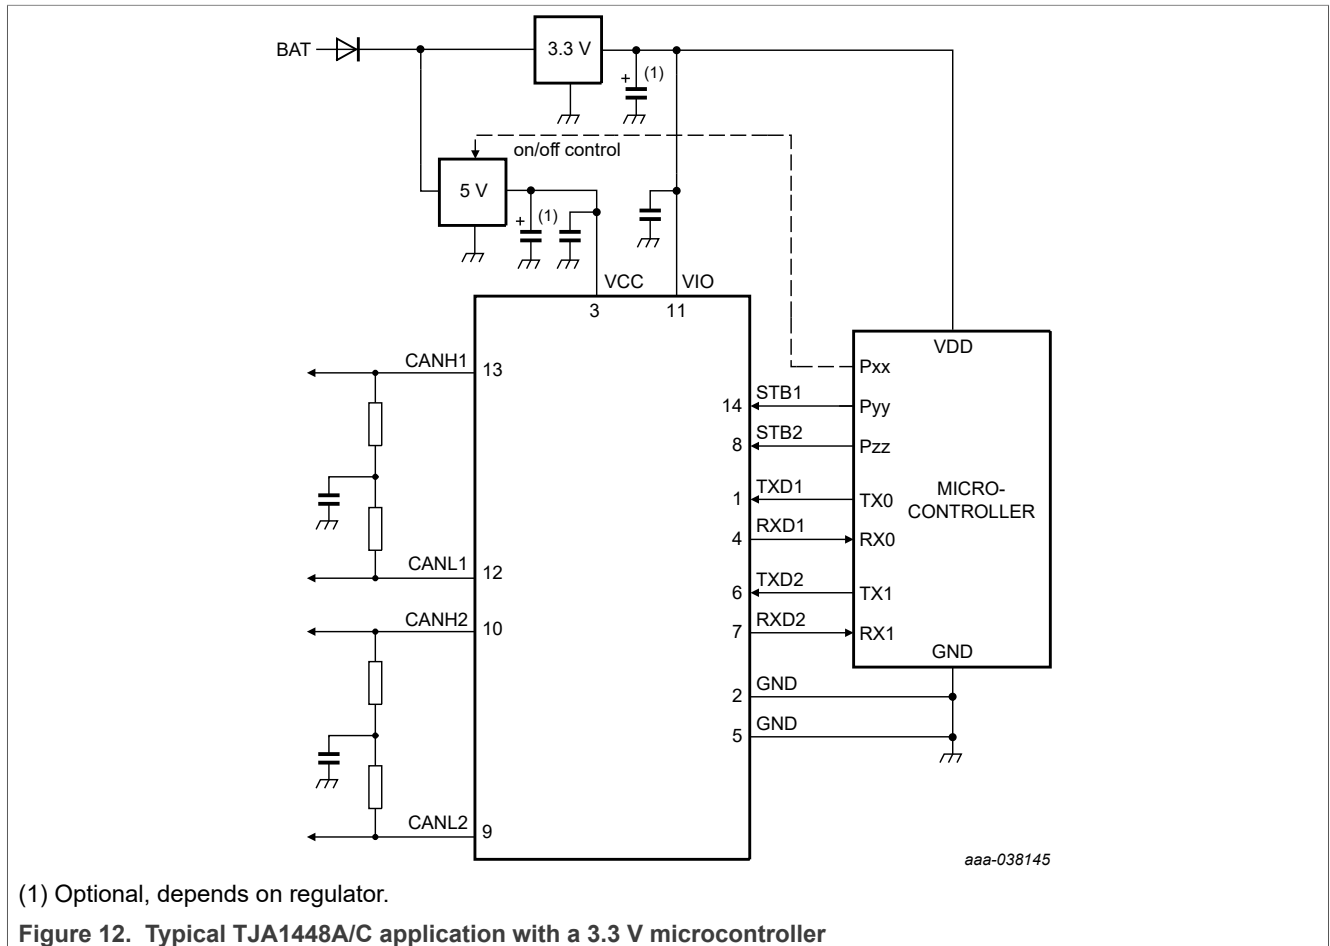 BAT
3.3 V
+ (1)
on/off control
5 V
+ (1)
VCC
VIO
3
11
VDD
CANH1
13
Pxx
14
STB1
Pyy
8
STB2
Pzz
1
TXD1
TX0
MICRO-
CONTROLLER
4
RXD1
RX0
CANL1
12
6
TXD2
TX1
CANH2
10
7
RXD2
RX1
GND
2
GND
5
GND
CANL2
9
aaa-038145
(1) Optional, depends on regulator.
Figure 12. Typical TJA1448A/C application with a 3.3 V microcontroller